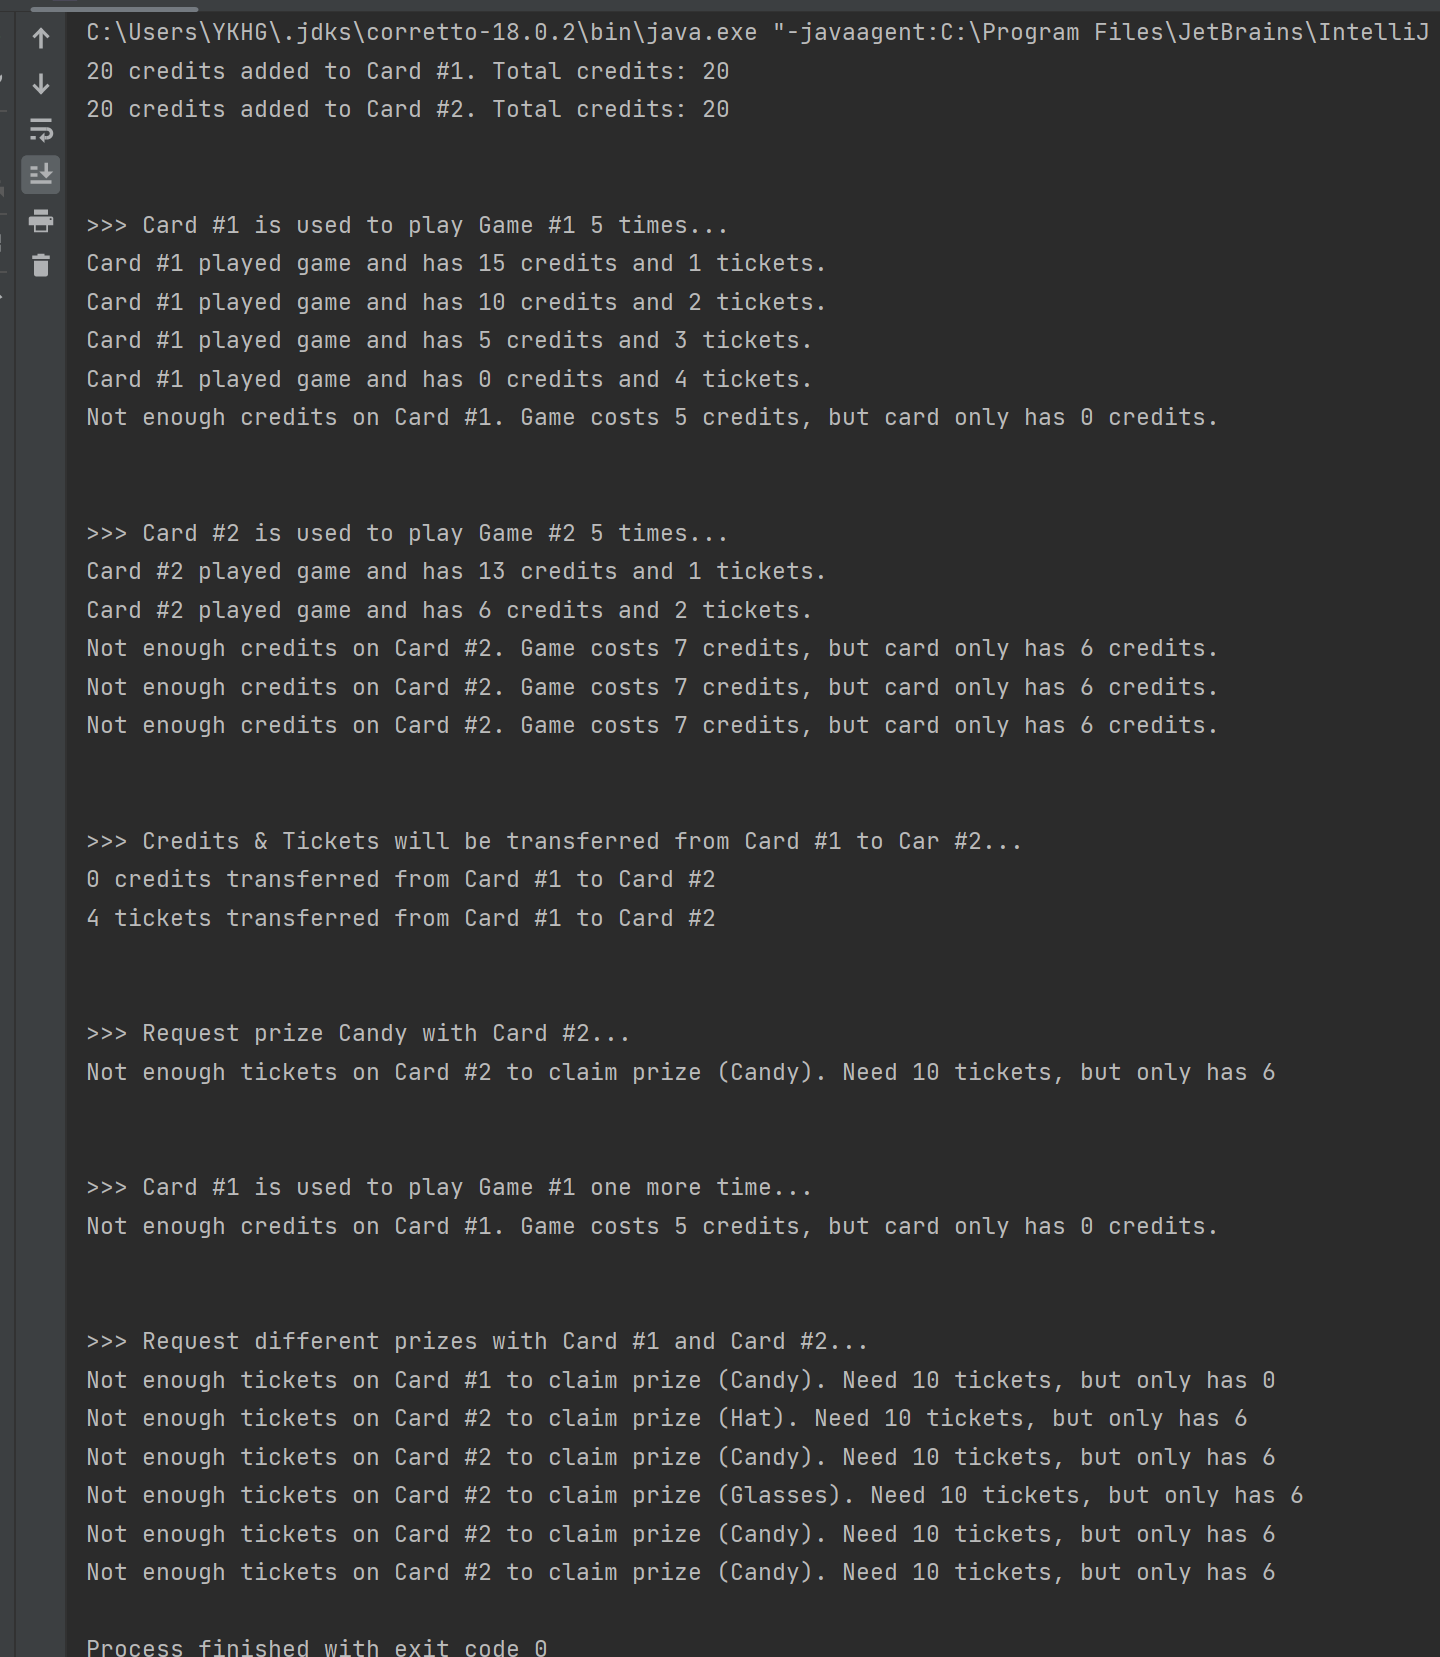 C:\Users\YKHG\.jdks\corretto-18.0.2\bin\java.exe "-javaagent:C:\Program Files\JetBrains\IntelliJ
20 credits added to Card #1. Total credits: 20
20 credits added to Card #2. Total credits: 20
>>> Card #1 is used to play Game #1 5 times...
Card #1 played game and has 15 credits and 1 tickets.
Card #1 played game and has 10 credits and 2 tickets.
Card #1 played game and has 5 credits and 3 tickets.
Card #1 played game and has 0 credits and 4 tickets.
Not enough credits on Card #1. Game costs 5 credits, but card only has 0 credits.
>>> Card #2 is used to play Game #2 5 times...
Card #2 played game and has 13 credits and 1 tickets.
Card #2 played game and has 6 credits and 2 tickets.
Not enough credits on Card #2. Game costs 7 credits, but card only has 6 credits.
Not enough credits on Card #2. Game costs 7 credits, but card only has 6 credits.
Not enough credits on Card #2. Game costs 7 credits, but card only has 6 credits.
>>> Credits & Tickets will be transferred from Card #1 to Car #2...
0 credits transferred from Card #1 to Card #2
4 tickets transferred from Card #1 to Card #2
>>> Request prize Candy with Card #2...
Not enough tickets on Card #2 to claim prize (Candy). Need 10 tickets, but only has 6
>>> Card #1 is used to play Game #1 one more time...
Not enough credits on Card #1. Game costs 5 credits, but card only has 0 credits.
>>> Request different prizes with Card #1 and Card #2...
Not enough tickets on Card #1 to claim prize (Candy). Need 10 tickets, but only has 0
Not enough tickets on Card #2 to claim prize (Hat). Need 10 tickets, but only has 6
Not enough tickets on Card #2 to claim prize (Candy). Need 10 tickets, but only has 6
Not enough tickets on Card #2 to claim prize (Glasses). Need 10 tickets, but only has 6
Not enough tickets on Card #2 to claim prize (Candy). Need 10 tickets, but only has 6
Not enough tickets on Card #2 to claim prize (Candy). Need 10 tickets, but only has 6
Process finished with exit code 0